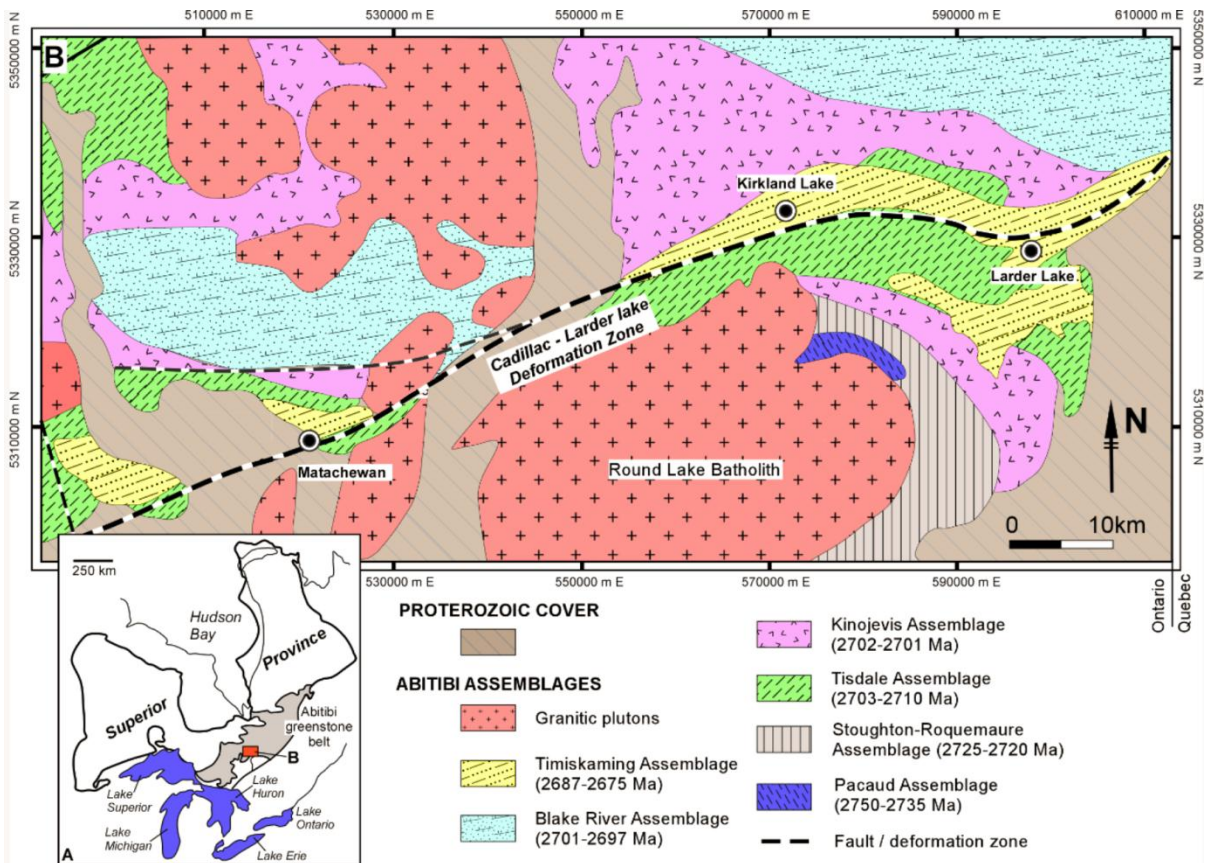 510000 m E
530000 m E
550000 m E
570000 m E
590000 m E
610000 m E
5350000 m N
5330000 m N
5310000 m N
5350000 m N
5330000 m N
5310000 m N
B
Kirkland Lake
Larder Lake
Cadillac - Larder lake
Deformation Zone
Matachewan
Round Lake Batholith
N
0 10km
530000 m E
550000 m E
570000 m E
590000 m E
Ontario
Quebec
250 km
Hudson
Bay
Province
Superior
Abitibi
greenstone
belt
B
Lake
Superior
Lake
Huron
Lake
Michigan
Lake
Ontario
Lake Erie
A
PROTEROZOIC COVER
ABITIBI ASSEMBLAGES
Granitic plutons
Timiskaming Assemblage
(2687-2675 Ma)
Blake River Assemblage
(2701-2697 Ma)
Kinojevis Assemblage
(2702-2701 Ma)
Tisdale Assemblage
(2703-2710 Ma)
Stoughton-Roquemaure
Assemblage (2725-2720 Ma)
Pacaud Assemblage
(2750-2735 Ma)
Fault / deformation zone